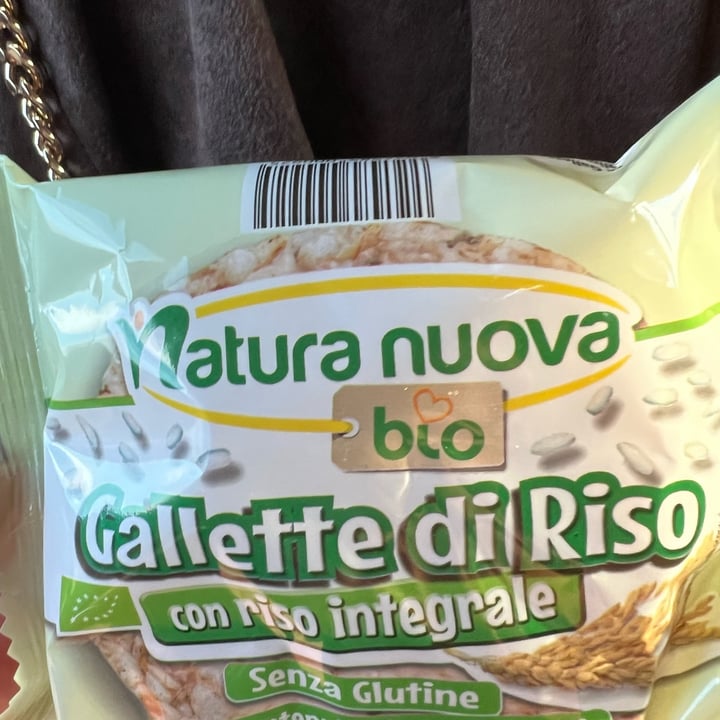 Natura nuova
bio
Gallette di Riso
con riso integrale
Senza Glutine